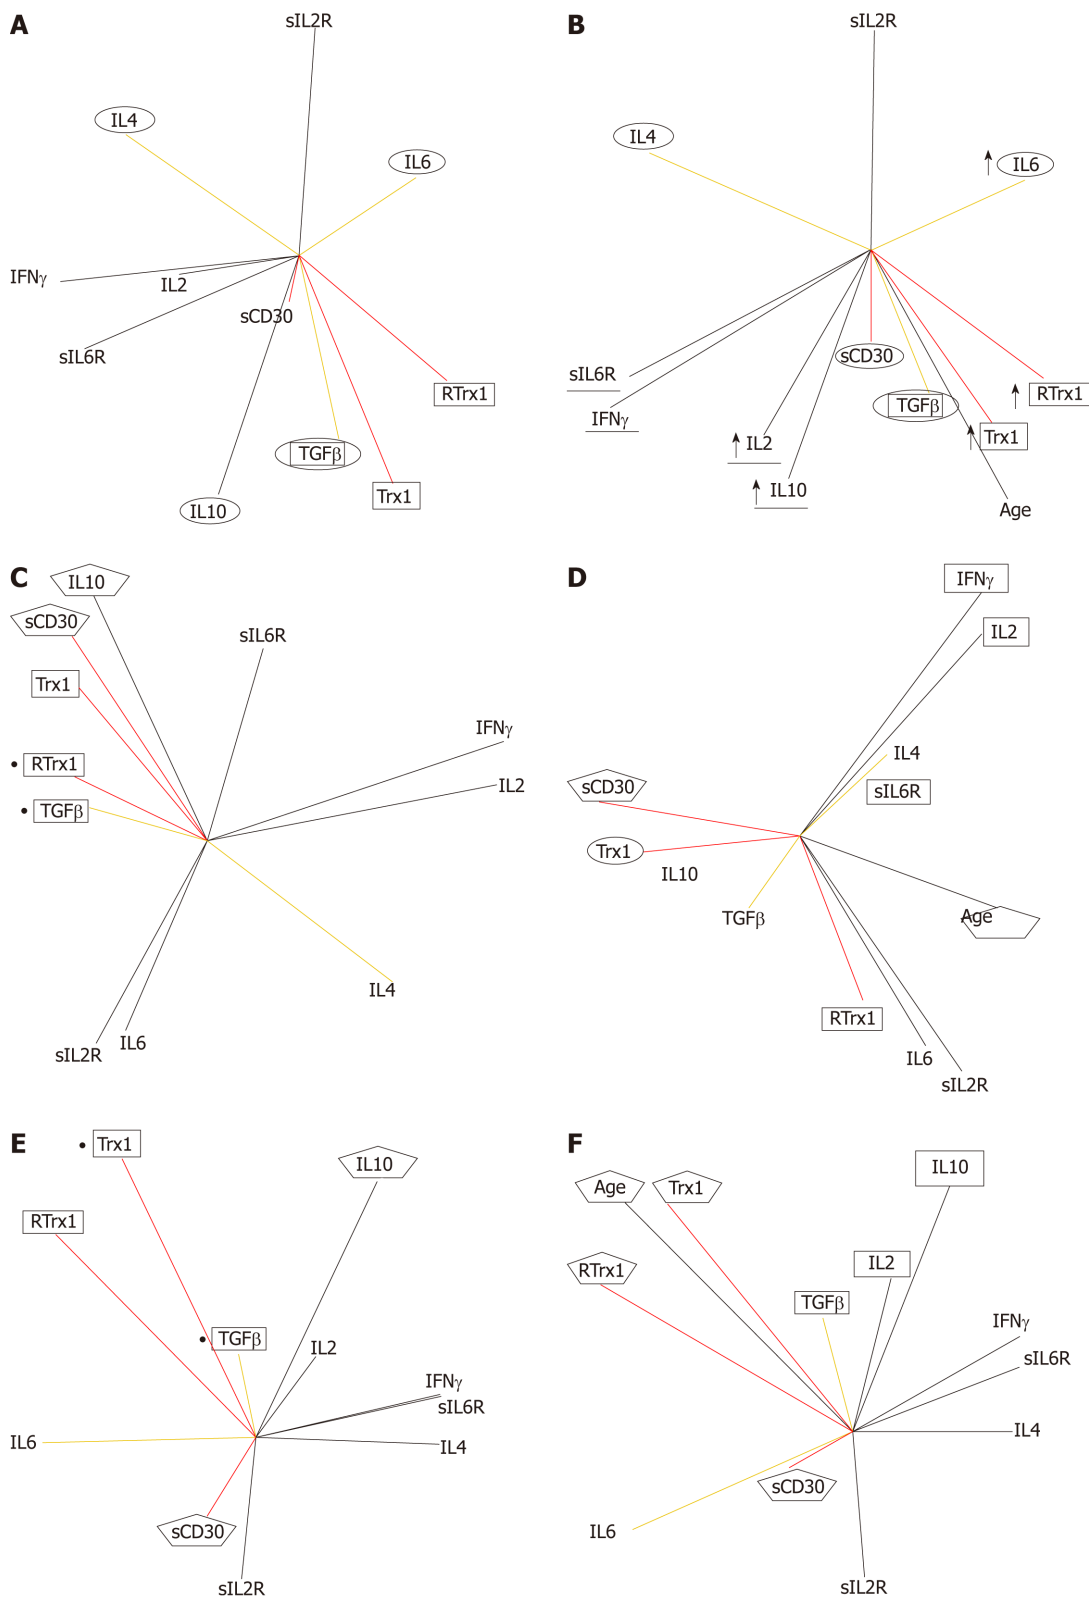 A
sIL2R
IL4
IL6
IFNγ
IL2
sCD30
sIL6R
RTrx1
TGFβ
Trx1
IL10
B
sIL2R
IL4
IL6
sCD30
sIL6R
RTrx1
TGFβ
IFNγ
Trx1
IL2
IL10
Age
C
IL10
sCD30
sIL6R
Trx1
IFNγ
RTrx1
IL2
TGFβ
IL4
sIL2R
IL6
D
IFNγ
IL2
IL4
sCD30
sIL6R
Trx1
IL10
TGFβ
Age
RTrx1
IL6
sIL2R
E
Trx1
IL10
RTrx1
TGFβ
IL2
IFNγ
sIL6R
IL6
IL4
sCD30
sIL2R
F
IL10
Age
Trx1
RTrx1
IL2
TGFβ
IFNγ
sIL6R
IL4
sCD30
IL6
sIL2R